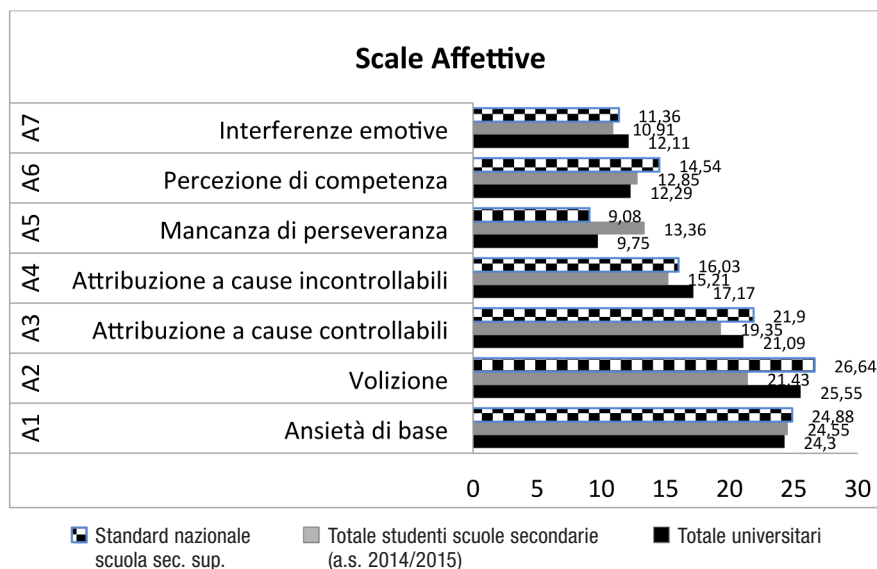 Scale Affettive
A7 Interferenze emotive 11,36
10,91
12,11
A6 Percezione di competenza 14,54
12,85
12,29
A5 Mancanza di perseveranza 9,08
13,36
9,75
A4 Attribuzione a cause incontrollabili 16,03
15,21
17,17
A3 Attribuzione a cause controllabili 21,9
19,35
21,09
A2 Volizione 26,64
21,43
25,55
A1 Ansietà di base 24,88
24,55
24,3
0 5 10 15 20 25 30
Standard nazionale Totale studenti scuole secondarie Totale universitari
scuola sec. sup. (a.s. 2014/2015)